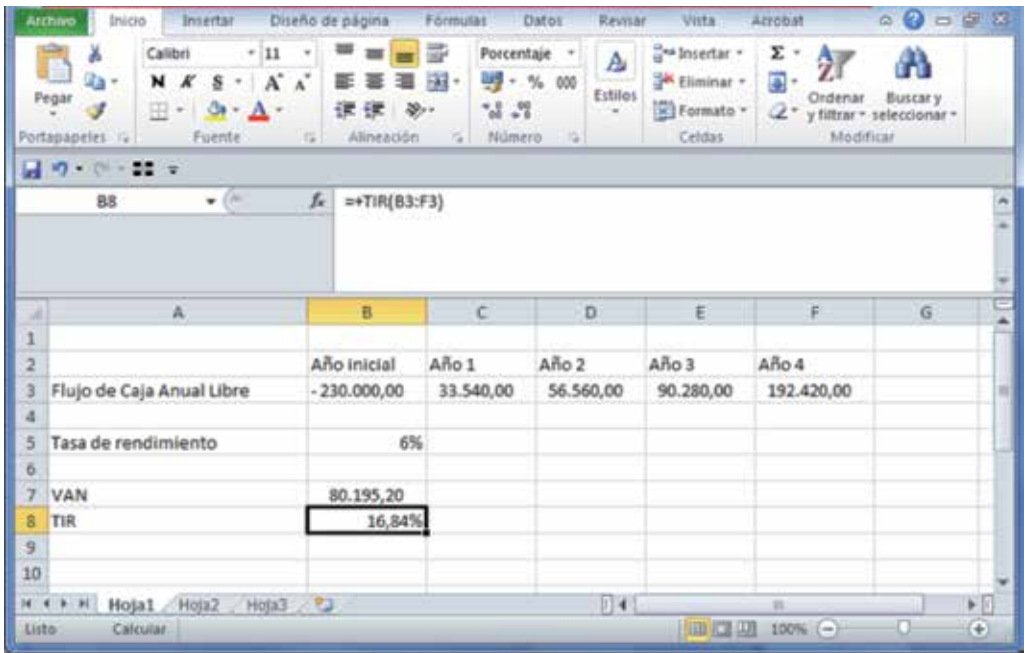 Archivo Inicio Insertar Diseño de página Fórmulas Datos Revisar Vista Acrobat
Pegar
Calibri 11
N K S A A
A
Porcentaje
% 000
Estilos
Insertar
Eliminar
Formato
Σ
Ordenar y filtrar
Buscar y seleccionar
Portapapeles Fuente Alineación Número Celdas Modificar
B8 fx =+TIR(B3:F3)
A B C D E F G
1
2 Año inicial Año 1 Año 2 Año 3 Año 4
3 Flujo de Caja Anual Libre -230.000,00 33.540,00 56.560,00 90.280,00 192.420,00
4
5 Tasa de rendimiento 6%
6
7 VAN 80.195,20
8 TIR 16,84%
9
10
Hoja1 Hoja2 Hoja3
Listo Calcular 100%